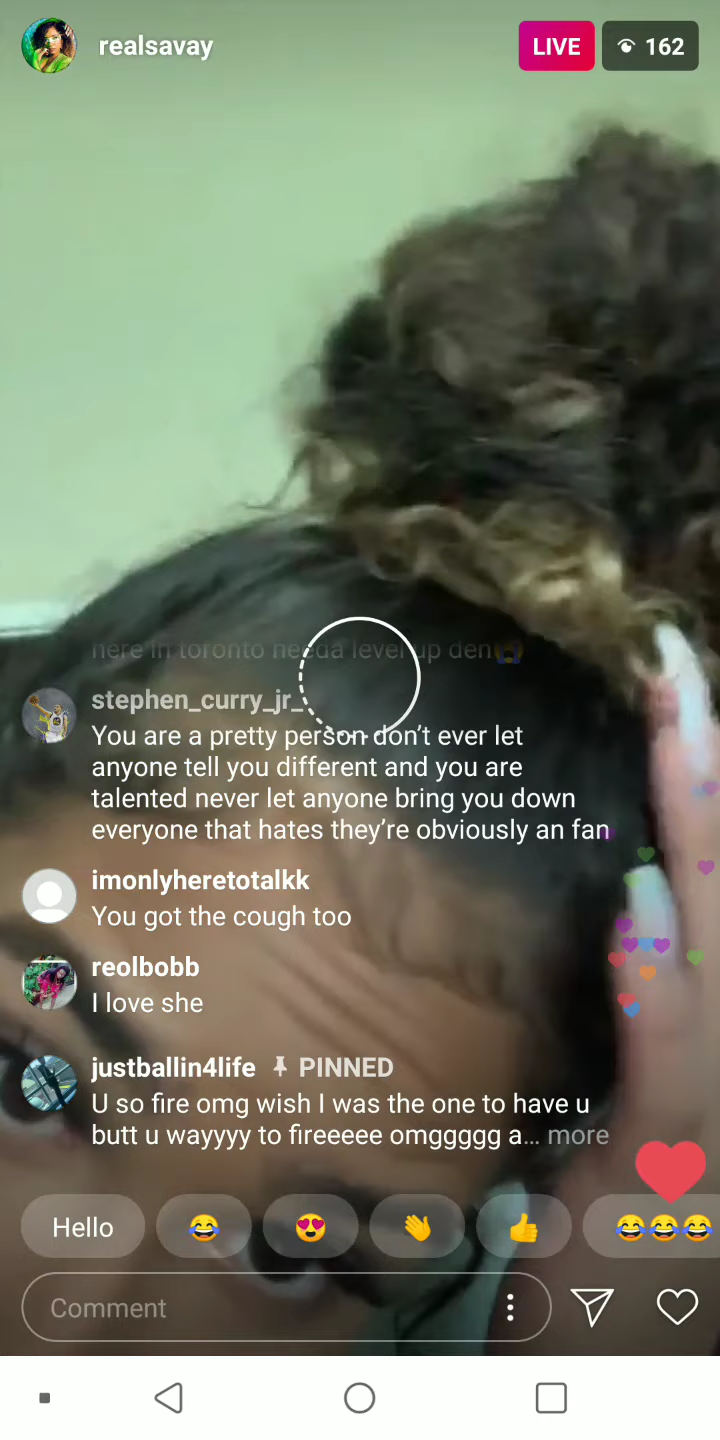 realsavay
LIVE
162
here in toronto needa level up den😭
stephen_curry_jr_
You are a pretty person don’t ever let
anyone tell you different and you are
talented never let anyone bring you down
everyone that hates they’re obviously an fan
imonlyheretotalkk
You got the cough too
reolbobb
I love she
justballin4life PINNED
U so fire omg wish I was the one to have u
butt u wayyyy to fireeeee omggggg a… more
Hello 😂 😍 👋 👍 😂😂😂
Comment